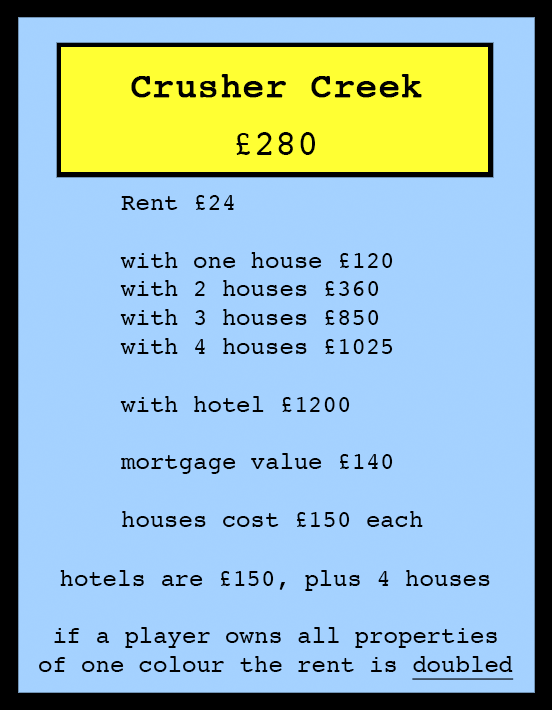 Crusher Creek
£280
Rent £24
with one house £120
with 2 houses £360
with 3 houses £850
with 4 houses £1025
with hotel £1200
mortgage value £140
houses cost £150 each
hotels are £150, plus 4 houses
if a player owns all properties
of one colour the rent is doubled